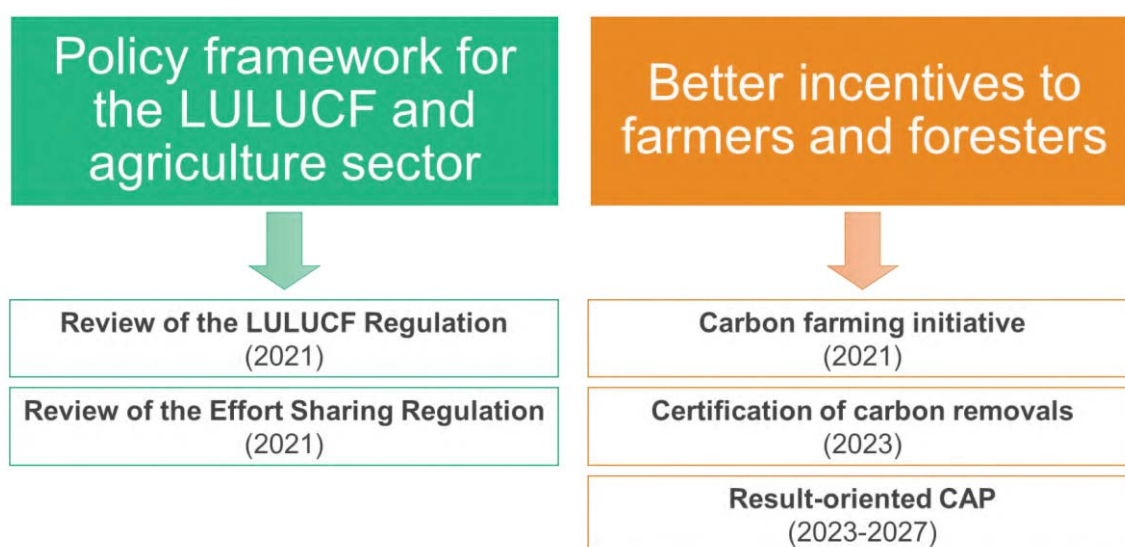 Policy framework for
the LULUCF and
agriculture sector
Review of the LULUCF Regulation
(2021)
Review of the Effort Sharing Regulation
(2021)
Better incentives to
farmers and foresters
Carbon farming initiative
(2021)
Certification of carbon removals
(2023)
Result-oriented CAP
(2023-2027)